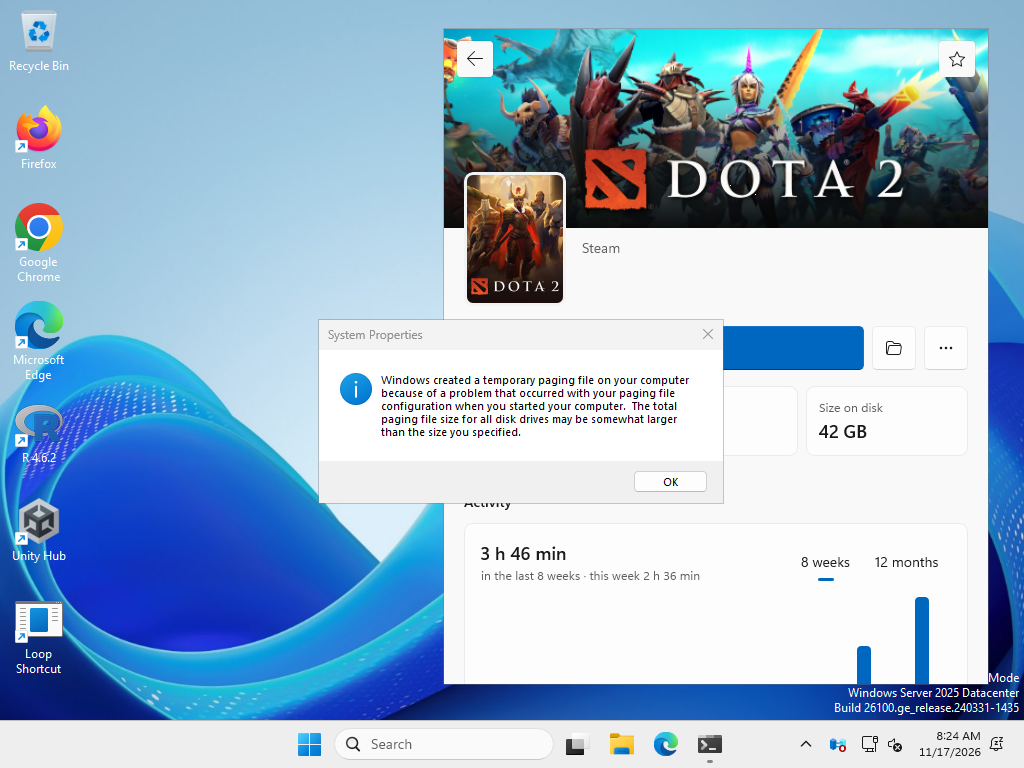 Recycle Bin
Firefox
Google
Chrome
Microsoft
Edge
R 4.6.2
Unity Hub
Loop
Shortcut
DOTA 2
DOTA 2
Steam
System Properties
Windows created a temporary paging file on your computer
because of a problem that occurred with your paging file
configuration when you started your computer.  The total
paging file size for all disk drives may be somewhat larger
than the size you specified.
OK
Size on disk
42 GB
Activity
3 h 46 min
in the last 8 weeks · this week 2 h 36 min
8 weeks
12 months
Mode
Windows Server 2025 Datacenter
Build 26100.ge_release.240331-1435
Search
8:24 AM
11/17/2026